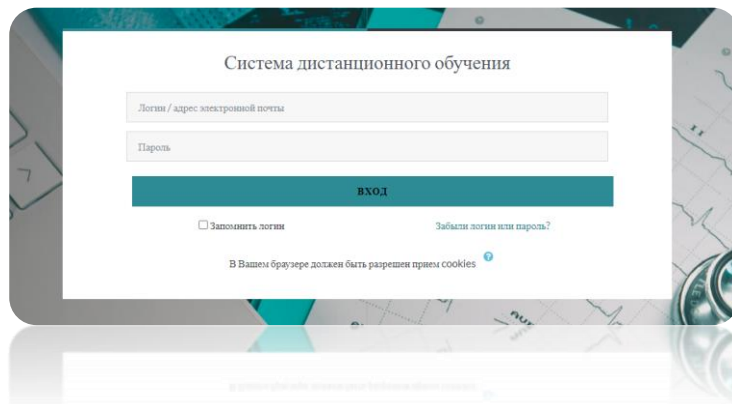 Система дистанционного обучения
Логин / адрес электронной почты
Пароль
ВХОД
Запомнить логин
Забыли логин или пароль?
В Вашем браузере должен быть разрешен прием cookies
II